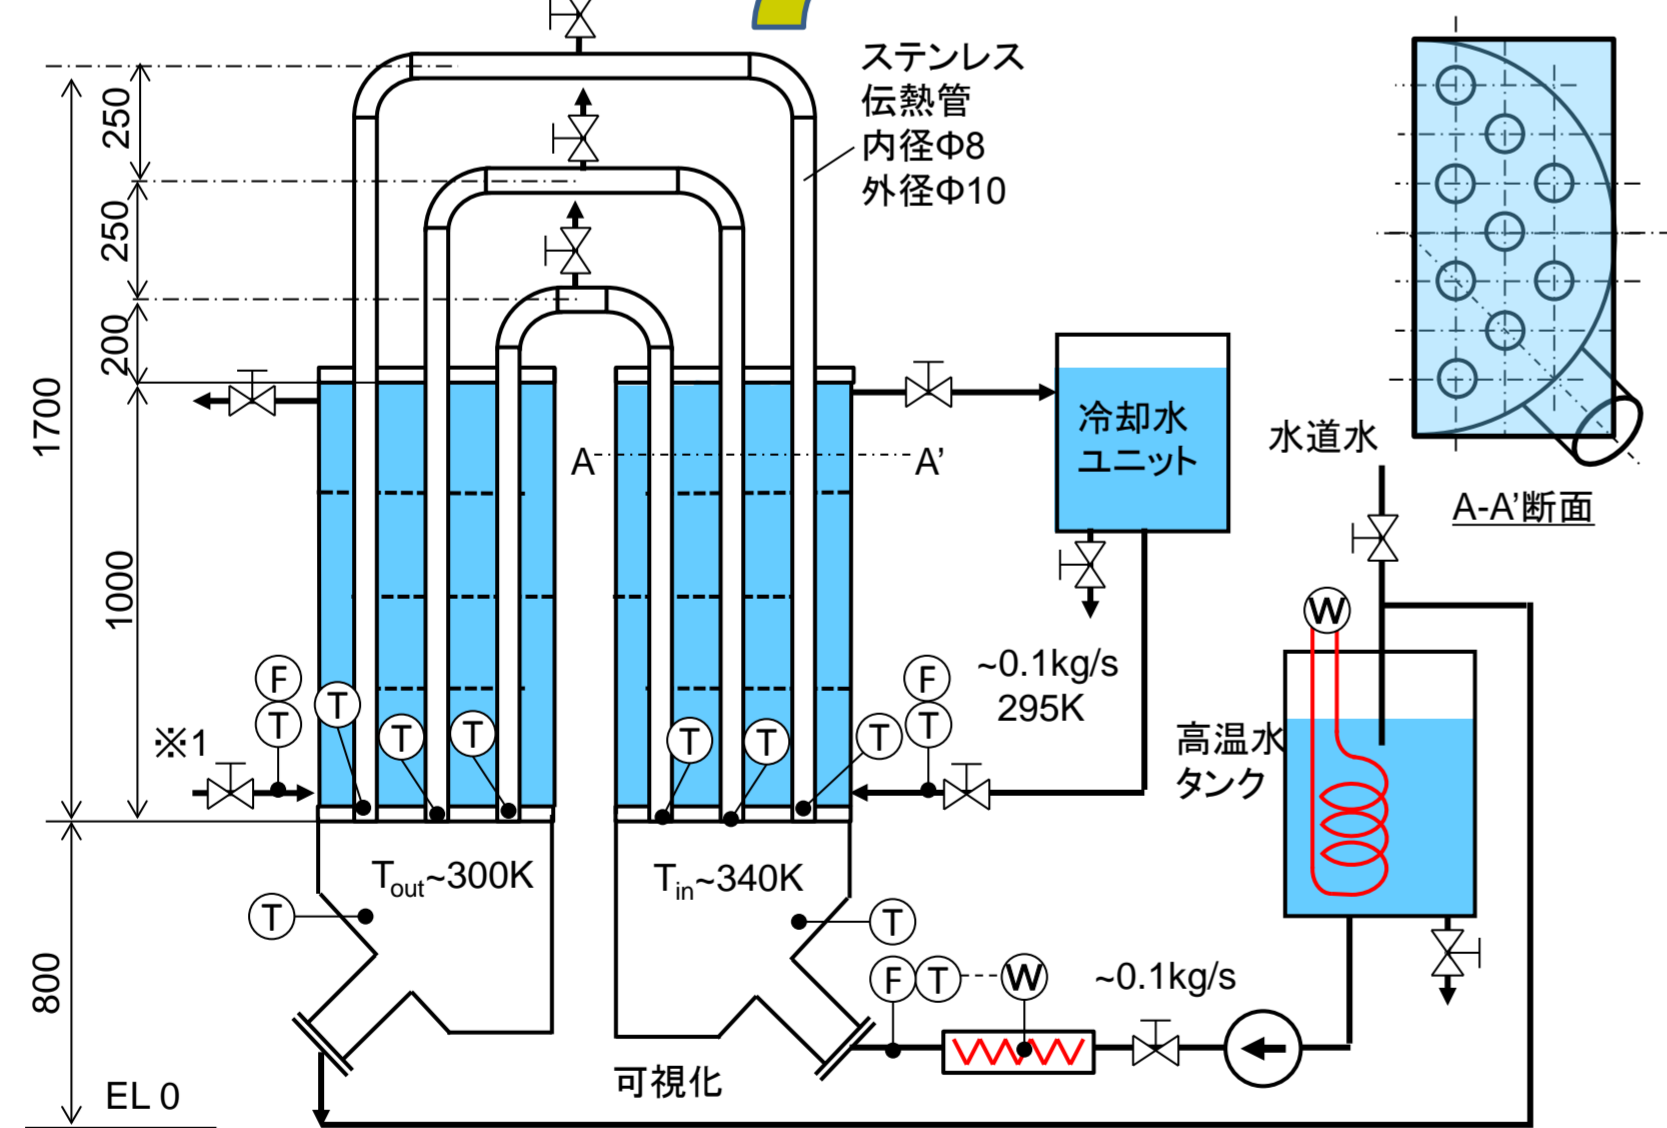 ステンレス
伝熱管
内径Φ8
外径Φ10
250
250
200
1700
1000
800
A
A'
冷却水
ユニット
水道水
A-A'断面
W
F
T
T
T
T
※1
T
T
T
F
T
~0.1kg/s
295K
高温水
タンク
Tout~300K
Tin~340K
T
T
F
T
W
~0.1kg/s
可視化
EL 0